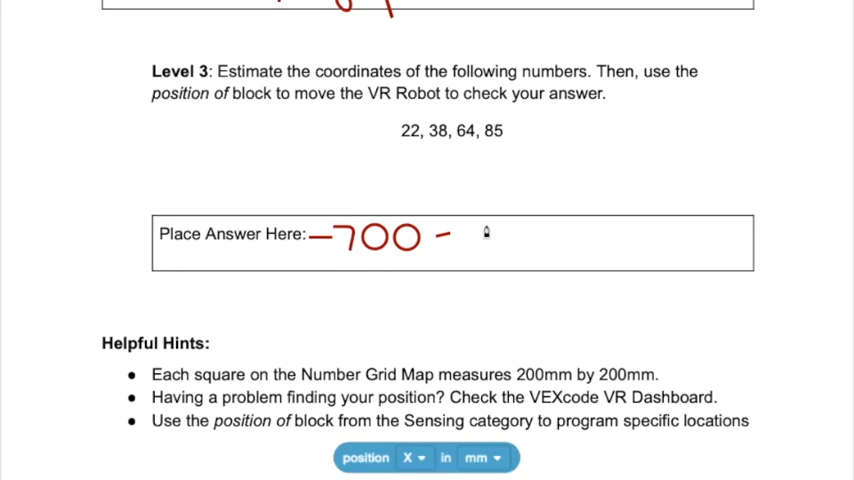 Level 3: Estimate the coordinates of the following numbers. Then, use the
position of block to move the VR Robot to check your answer.
22, 38, 64, 85
Place Answer Here: -700 -
Helpful Hints:
● Each square on the Number Grid Map measures 200mm by 200mm.
● Having a problem finding your position? Check the VEXcode VR Dashboard.
● Use the position of block from the Sensing category to program specific locations
position X ▾ in mm ▾